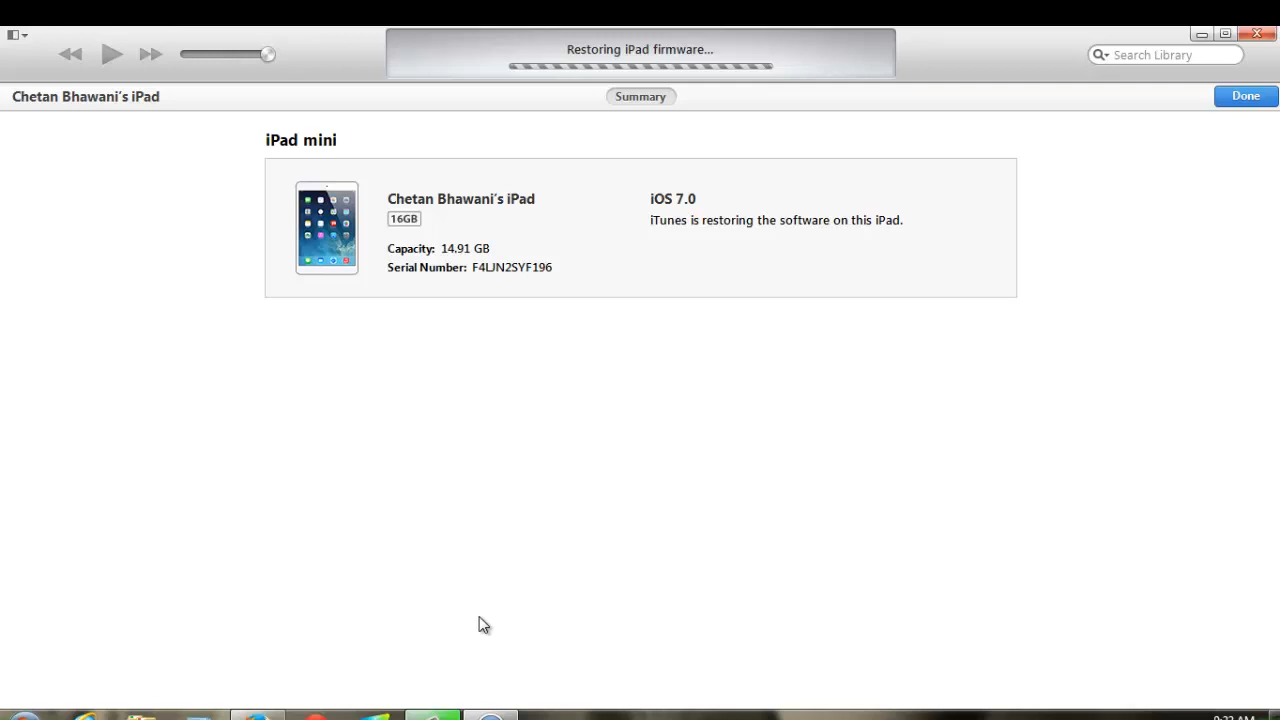 Restoring iPad firmware...
Search Library
Chetan Bhawani's iPad
Summary
Done
iPad mini
Chetan Bhawani's iPad
16GB
Capacity: 14.91 GB
Serial Number: F4LJN2SYF196
iOS 7.0
iTunes is restoring the software on this iPad.